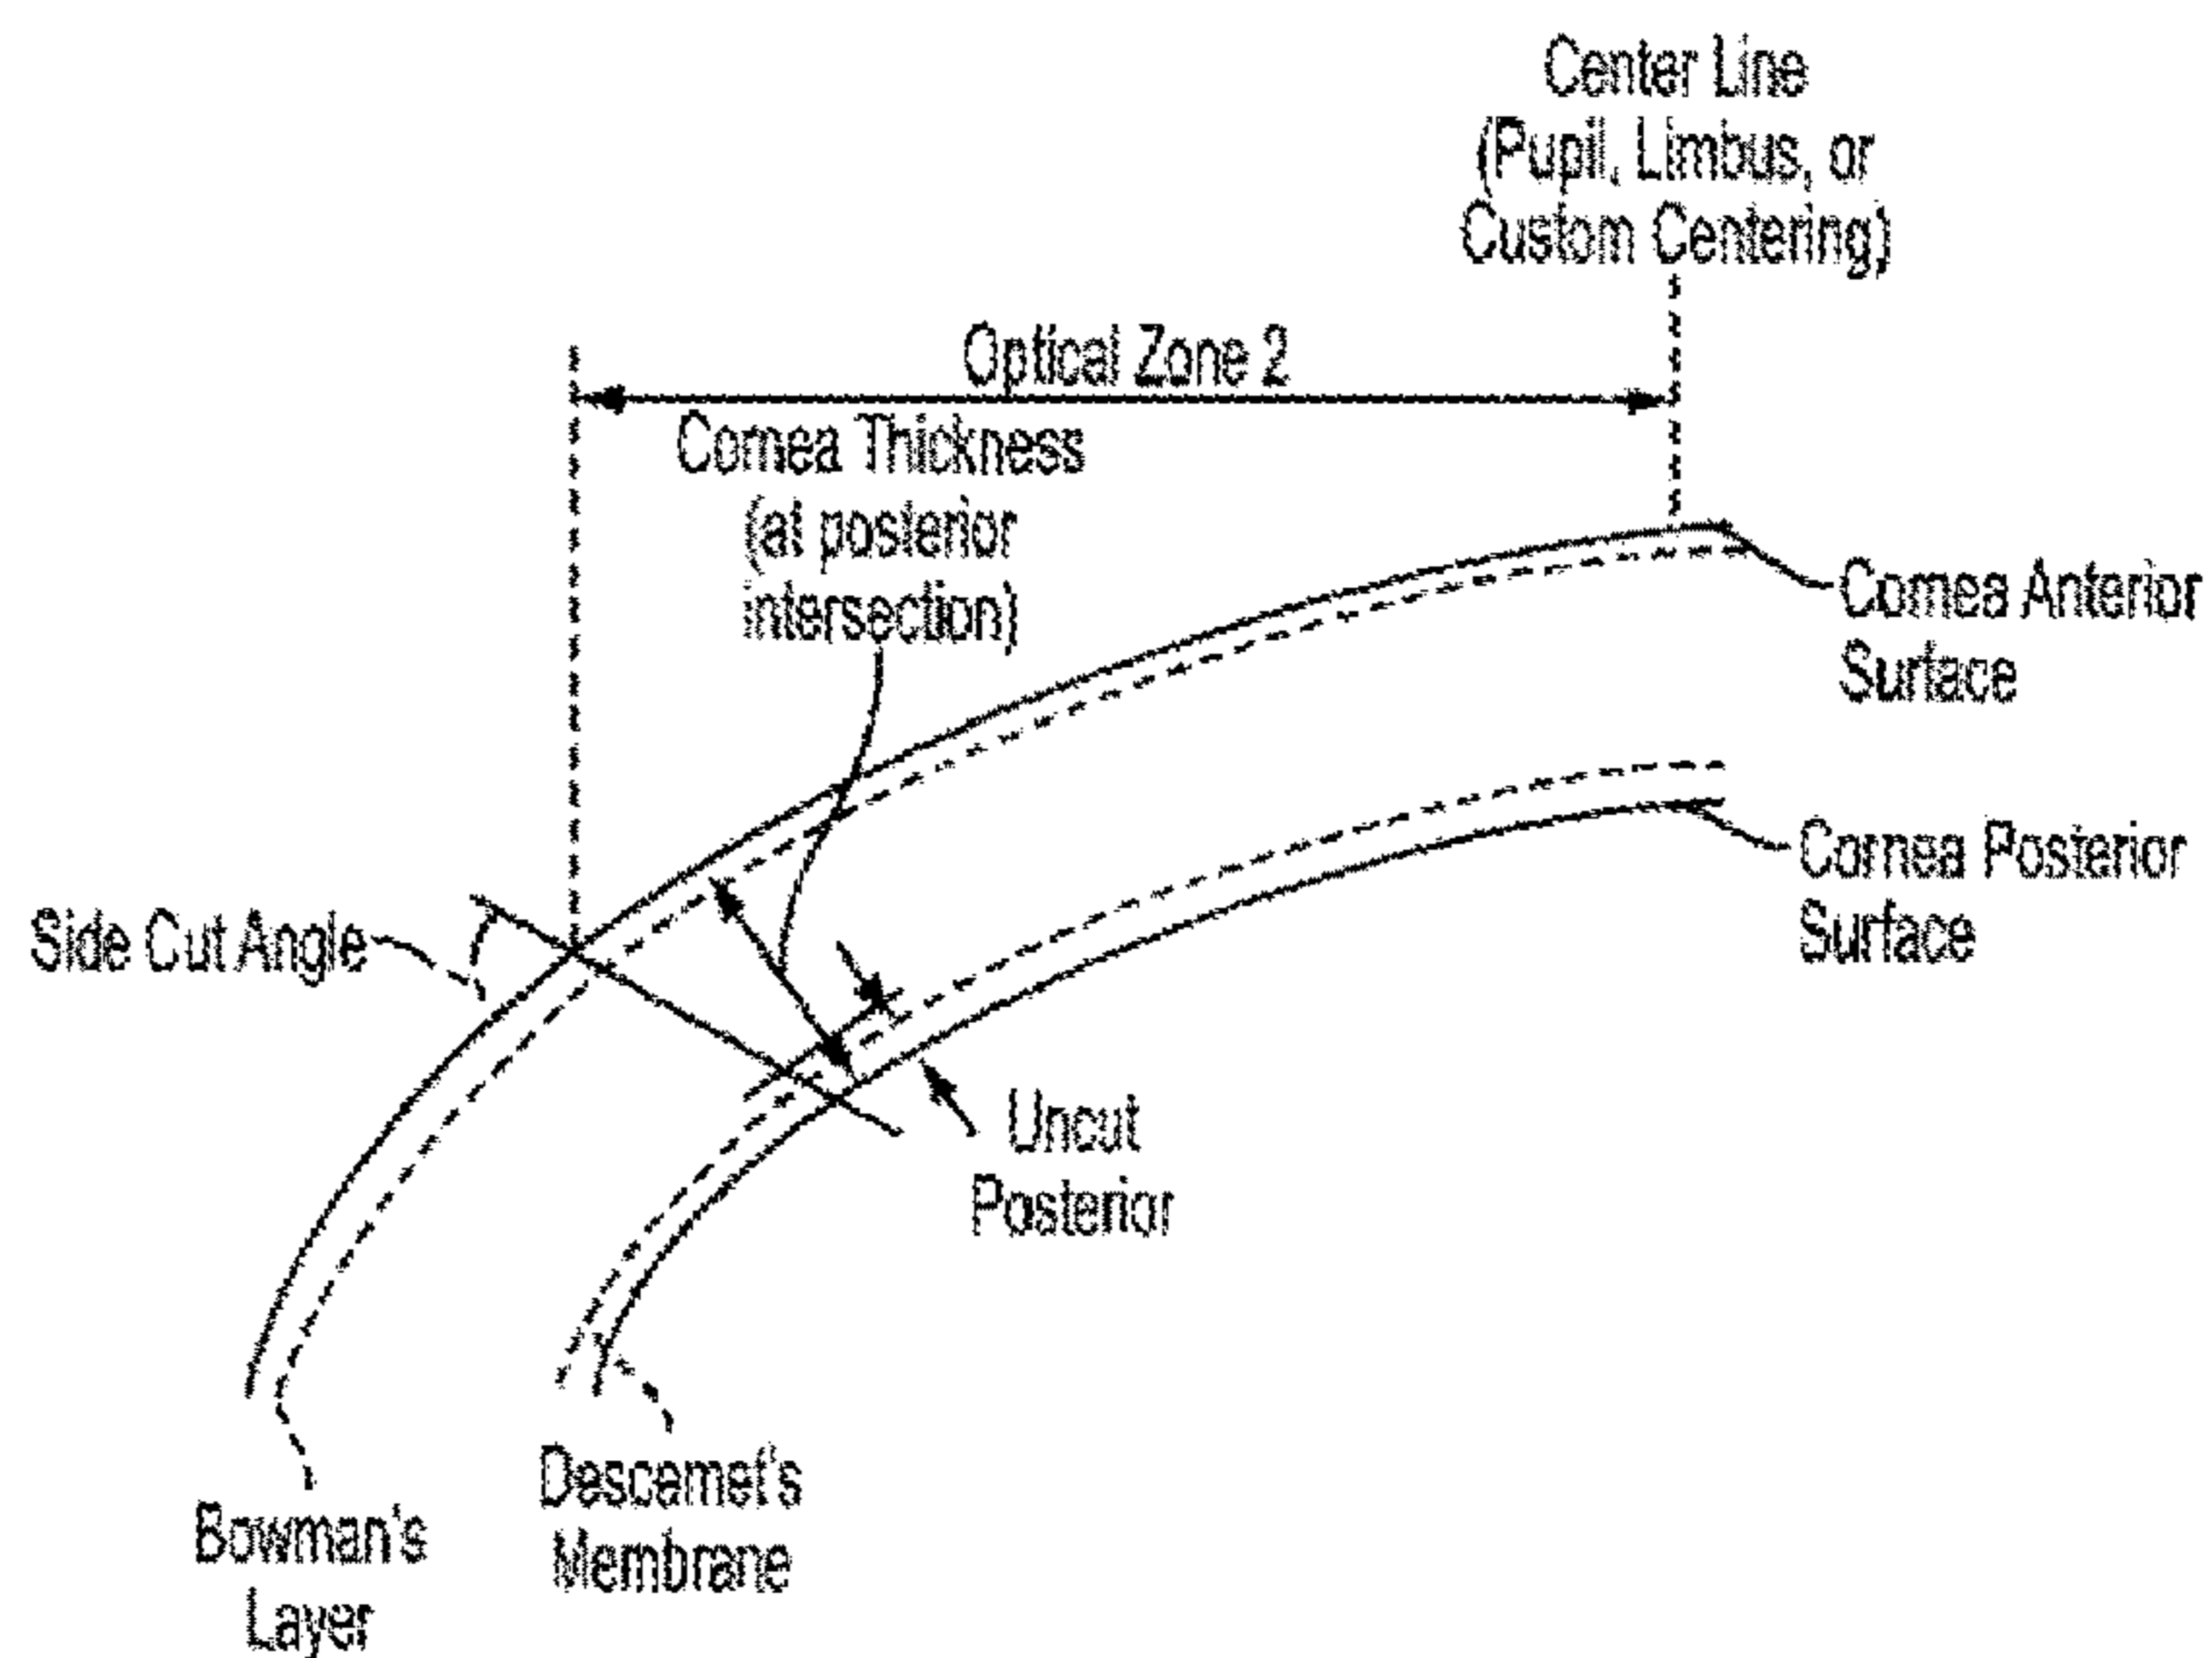 Center Line
(Pupil, Limbus, or
Custom Centering)
Optical Zone 2
Cornea Thickness
(at posterior
intersection)
Cornea Anterior
Surface
Cornea Posterior
Surface
Side Cut Angle
Uncut
Posterior
Descemet's
Membrane
Bowman's
Layer